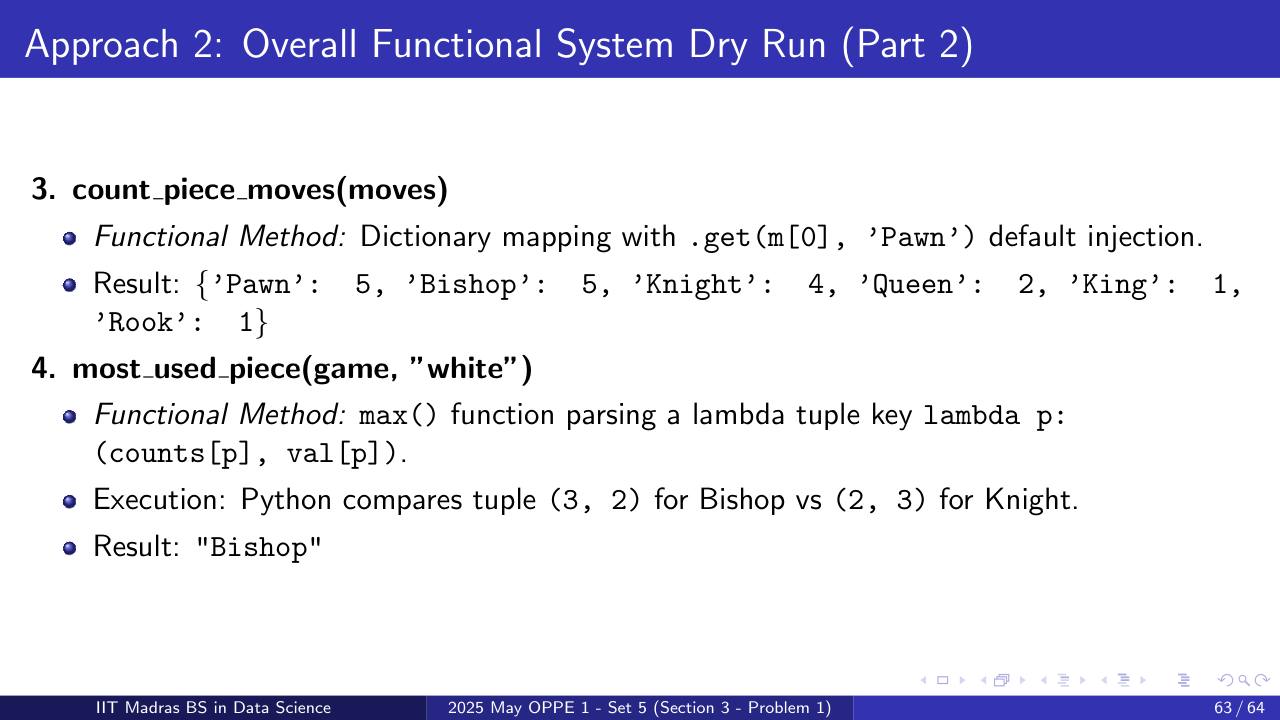 Approach 2: Overall Functional System Dry Run (Part 2)
3. count_piece_moves(moves)
Functional Method: Dictionary mapping with .get(m[0], ’Pawn’) default injection.
Result: {’Pawn’: 5, ’Bishop’: 5, ’Knight’: 4, ’Queen’: 2, ’King’: 1,
’Rook’: 1}
4. most_used_piece(game, ”white”)
Functional Method: max() function parsing a lambda tuple key lambda p:
(counts[p], val[p]).
Execution: Python compares tuple (3, 2) for Bishop vs (2, 3) for Knight.
Result: "Bishop"
IIT Madras BS in Data Science
2025 May OPPE 1 - Set 5 (Section 3 - Problem 1)
63 / 64